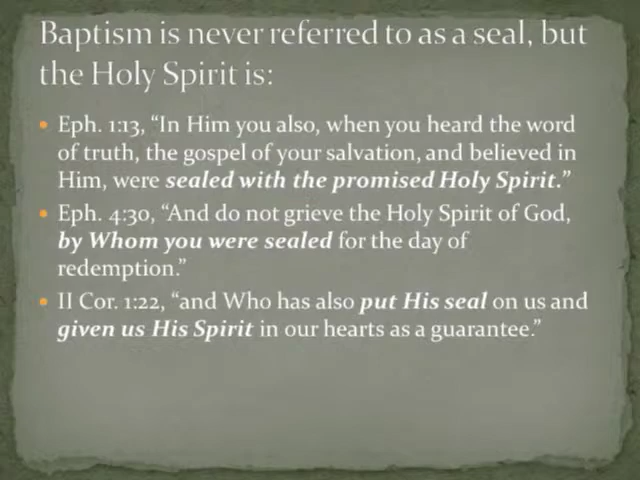 Baptism is never referred to as a seal, but
the Holy Spirit is:
• Eph. 1:13, “In Him you also, when you heard the word
of truth, the gospel of your salvation, and believed in
Him, were sealed with the promised Holy Spirit.”
• Eph. 4:30, “And do not grieve the Holy Spirit of God,
by Whom you were sealed for the day of
redemption.”
• II Cor. 1:22, “and Who has also put His seal on us and
given us His Spirit in our hearts as a guarantee.”